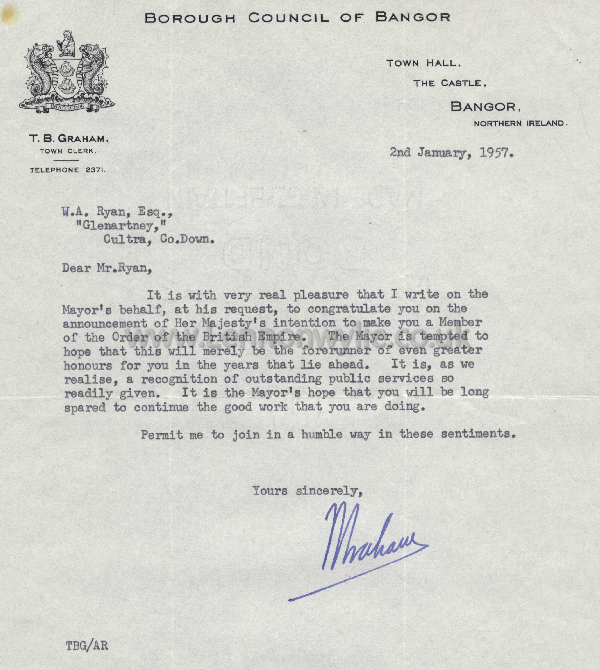 BOROUGH COUNCIL OF BANGOR
TOWN HALL,
THE CASTLE,
BANGOR,
NORTHERN IRELAND.
T. B. GRAHAM,
TOWN CLERK.
TELEPHONE 2371.
2nd January, 1957.
W.A. Ryan, Esq.,
"Glenartney,"
Cultra, Co.Down.
Dear Mr.Ryan,
It is with very real pleasure that I write on the
Mayor's behalf, at his request, to congratulate you on the
announcement of Her Majesty's intention to make you a Member
of the Order of the British Empire. The Mayor is tempted to
hope that this will merely be the forerunner of even greater
honours for you in the years that lie ahead. It is, as we
realise, a recognition of outstanding public services so
readily given. It is the Mayor's hope that you will be long
spared to continue the good work that you are doing.
Permit me to join in a humble way in these sentiments.
Yours sincerely,
TBG/AR